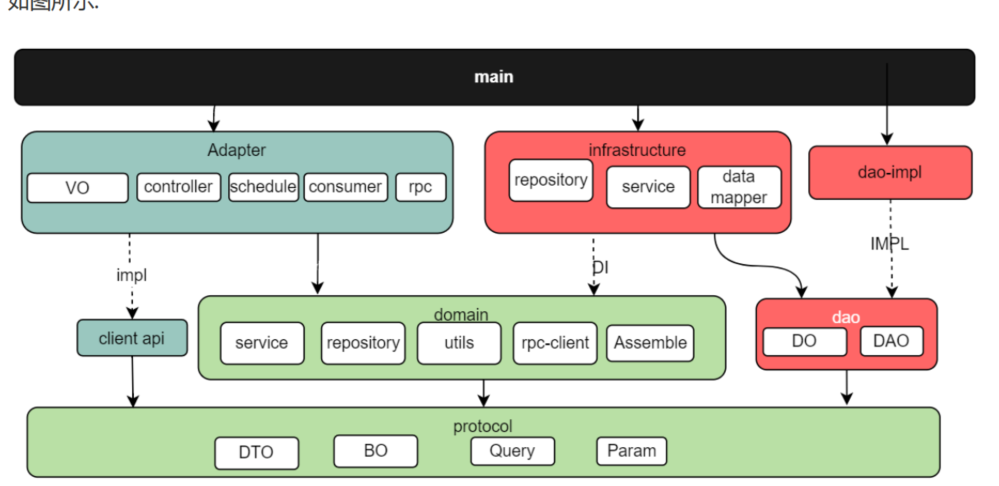 如图所示:
main
Adapter
VO
controller
schedule
consumer
rpc
infrastructure
repository
service
data
mapper
dao-impl
impl
DI
IMPL
client api
domain
service
repository
utils
rpc-client
Assemble
dao
DO
DAO
protocol
DTO
BO
Query
Param